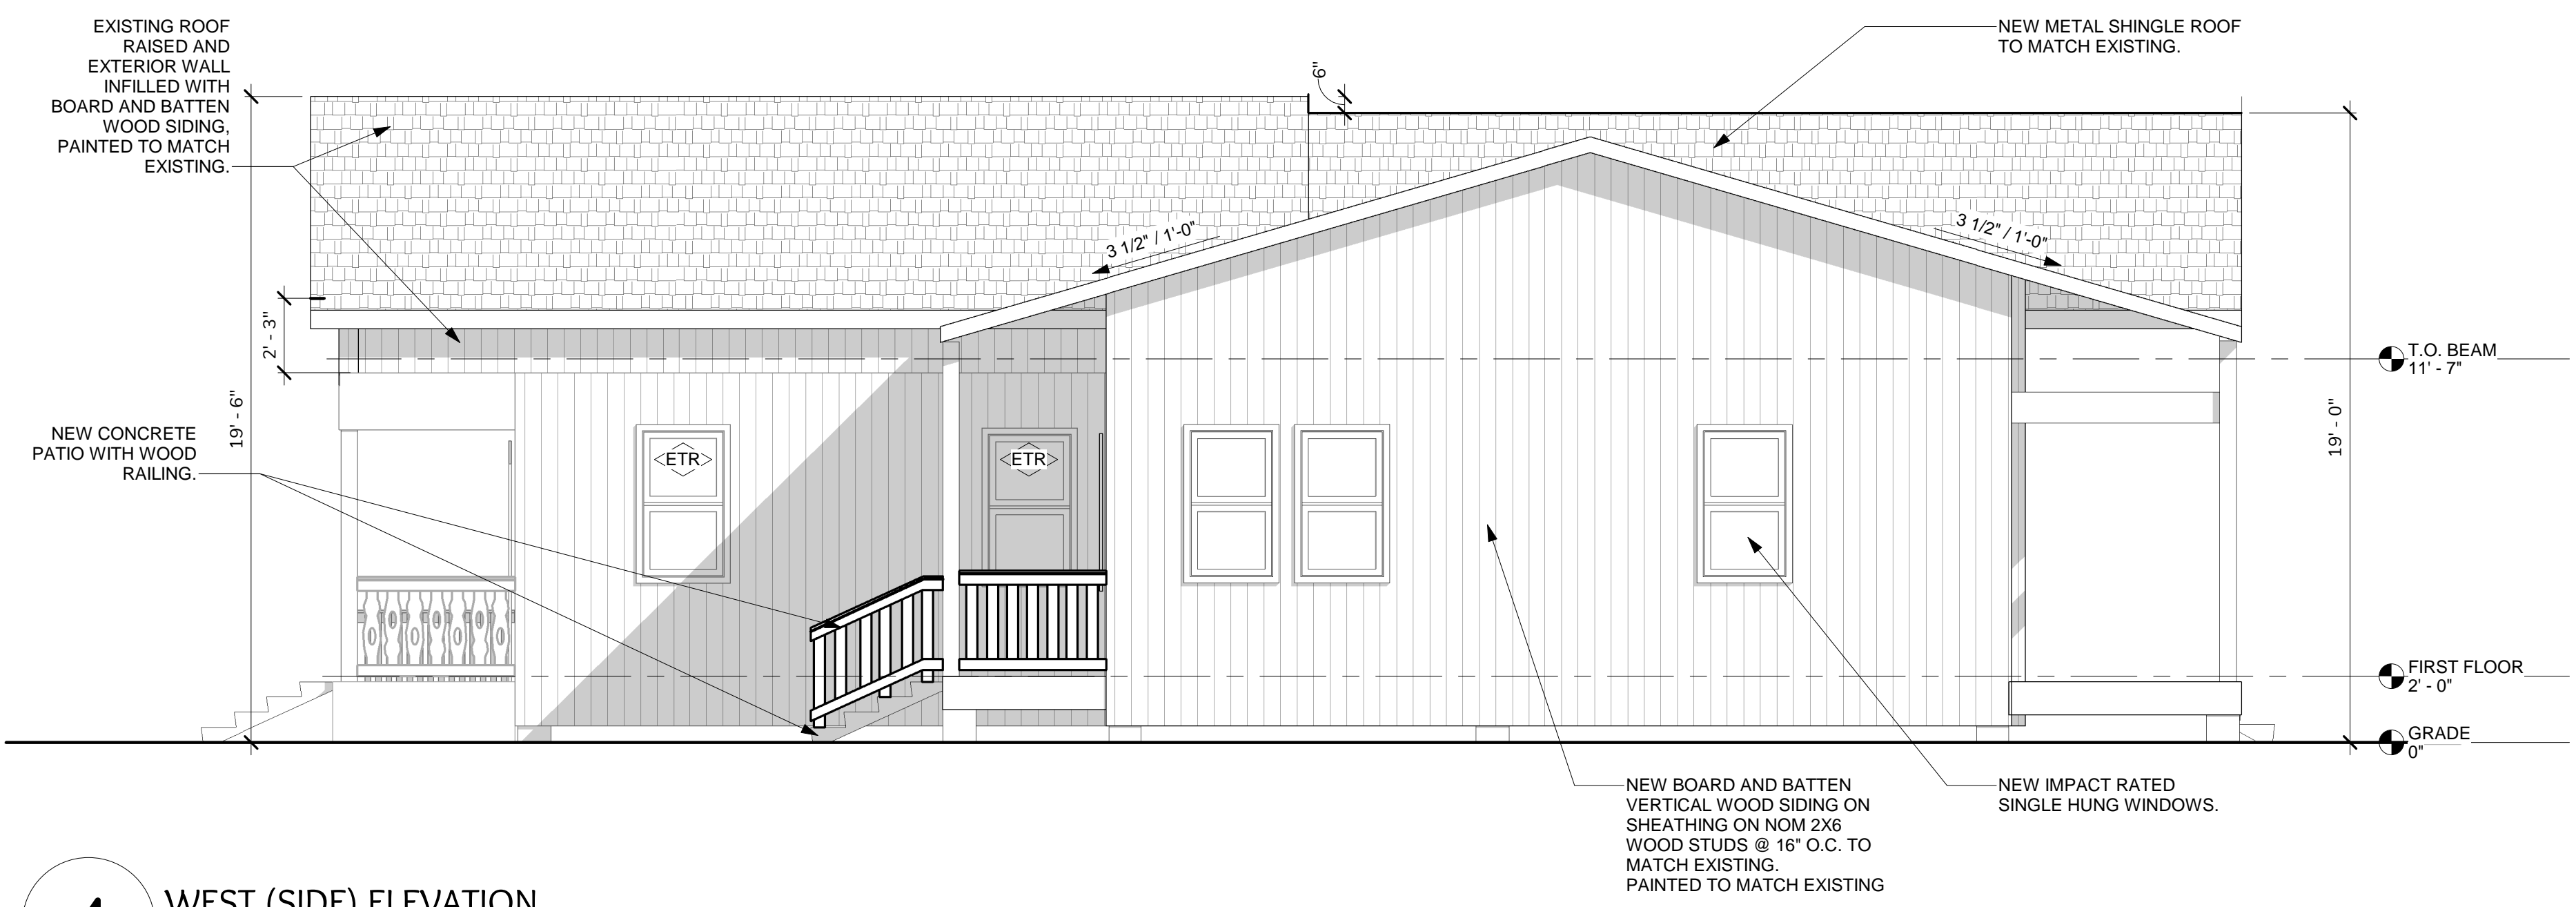 EXISTING ROOF
RAISED AND
EXTERIOR WALL
INFILLED WITH
BOARD AND BATTEN
WOOD SIDING,
PAINTED TO MATCH
EXISTING.
NEW METAL SHINGLE ROOF
TO MATCH EXISTING.
6"
3 1/2" / 1'-0"
3 1/2" / 1'-0"
2' - 3"
19' - 6"
T.O. BEAM
11' - 7"
19' - 0"
NEW CONCRETE
PATIO WITH WOOD
RAILING.
ETR
ETR
FIRST FLOOR
2' - 0"
GRADE
0"
NEW BOARD AND BATTEN
VERTICAL WOOD SIDING ON
SHEATHING ON NOM 2X6
WOOD STUDS @ 16" O.C. TO
MATCH EXISTING.
PAINTED TO MATCH EXISTING
NEW IMPACT RATED
SINGLE HUNG WINDOWS.
WEST (SIDE) ELEVATION